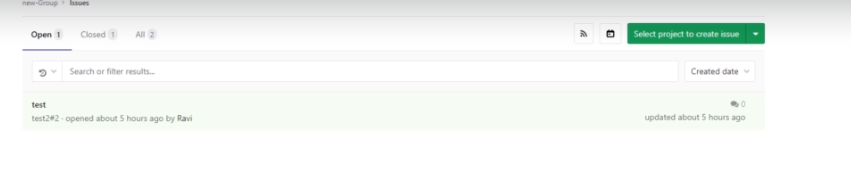 new-Group > Issues
Open 1 Closed 1 All 2 Select project to create issue
Search or filter results... Created date
test 0
test2#2 · opened about 5 hours ago by Ravi updated about 5 hours ago